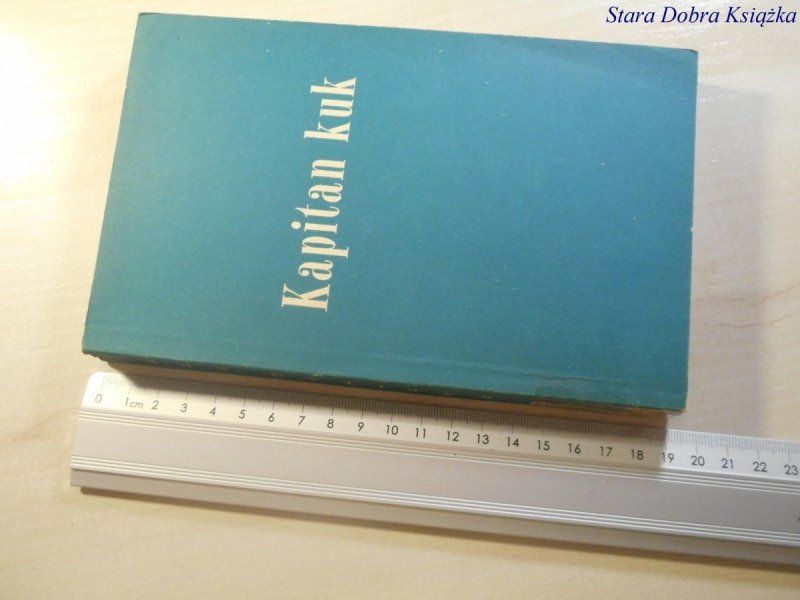 Stara Dobra Książka
Kapitan kuk
0 1cm 2 3 4 5 6 7 8 9 10 11 12 13 14 15 16 17 18 19 20 21 22 23